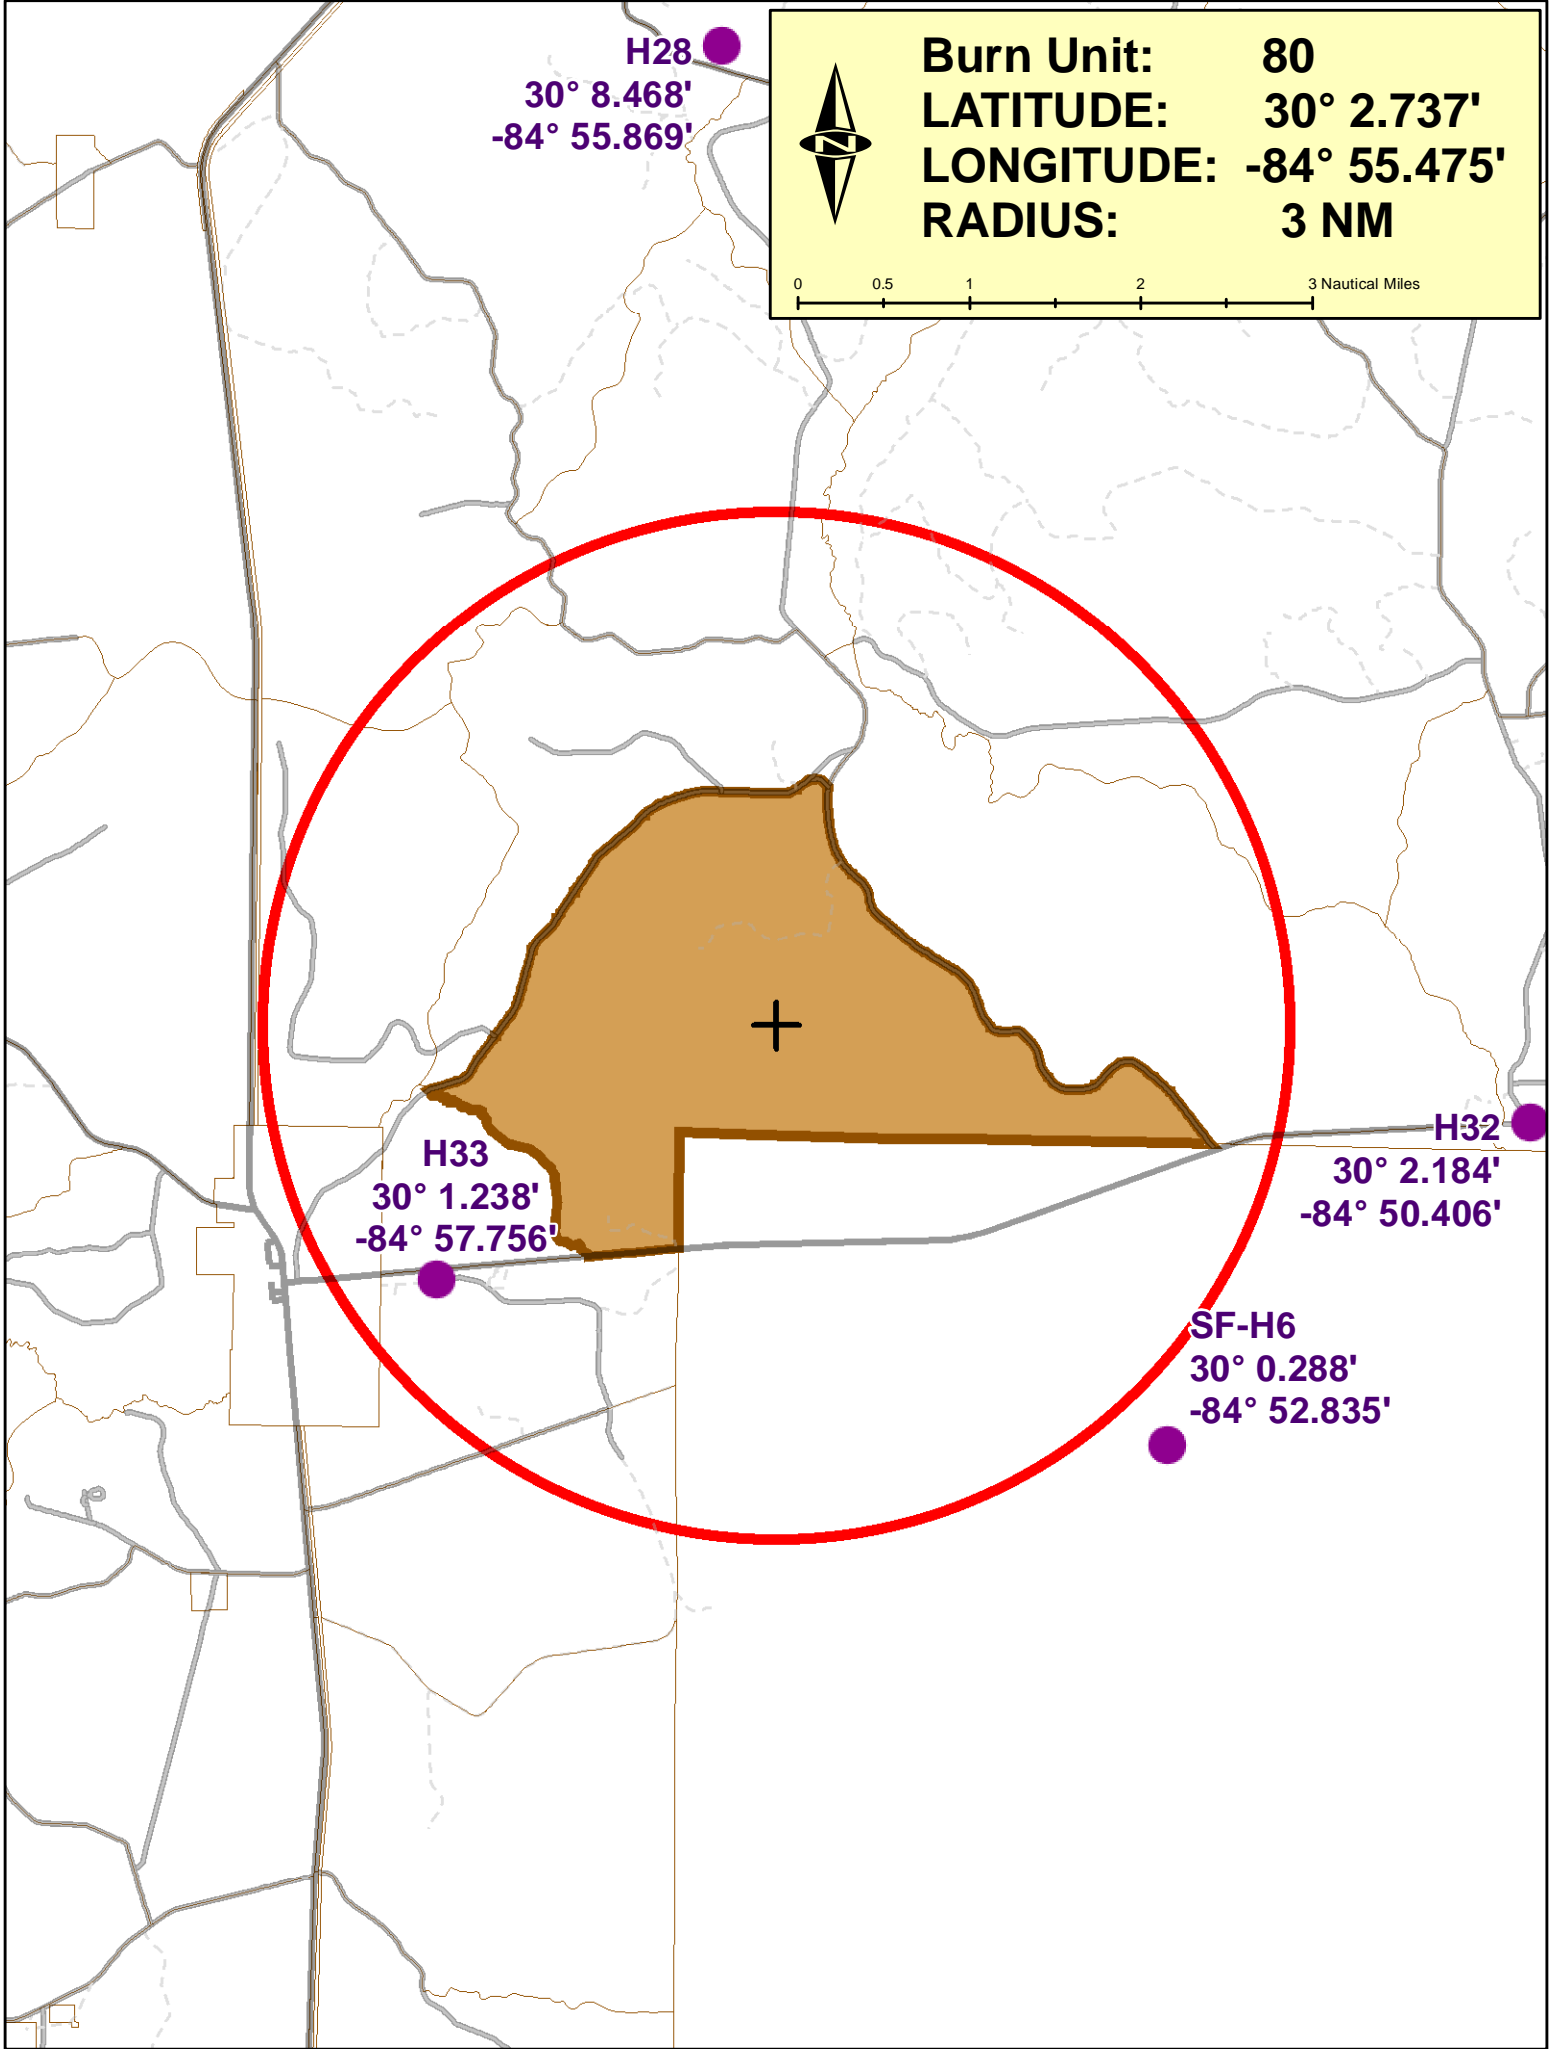 H28
30° 8.468'
-84° 55.869'
Burn Unit: 80
LATITUDE: 30° 2.737'
LONGITUDE: -84° 55.475'
RADIUS: 3 NM
N
0 0.5 1 2 3 Nautical Miles
H33
30° 1.238'
-84° 57.756'
H32
30° 2.184'
-84° 50.406'
SF-H6
30° 0.288'
-84° 52.835'